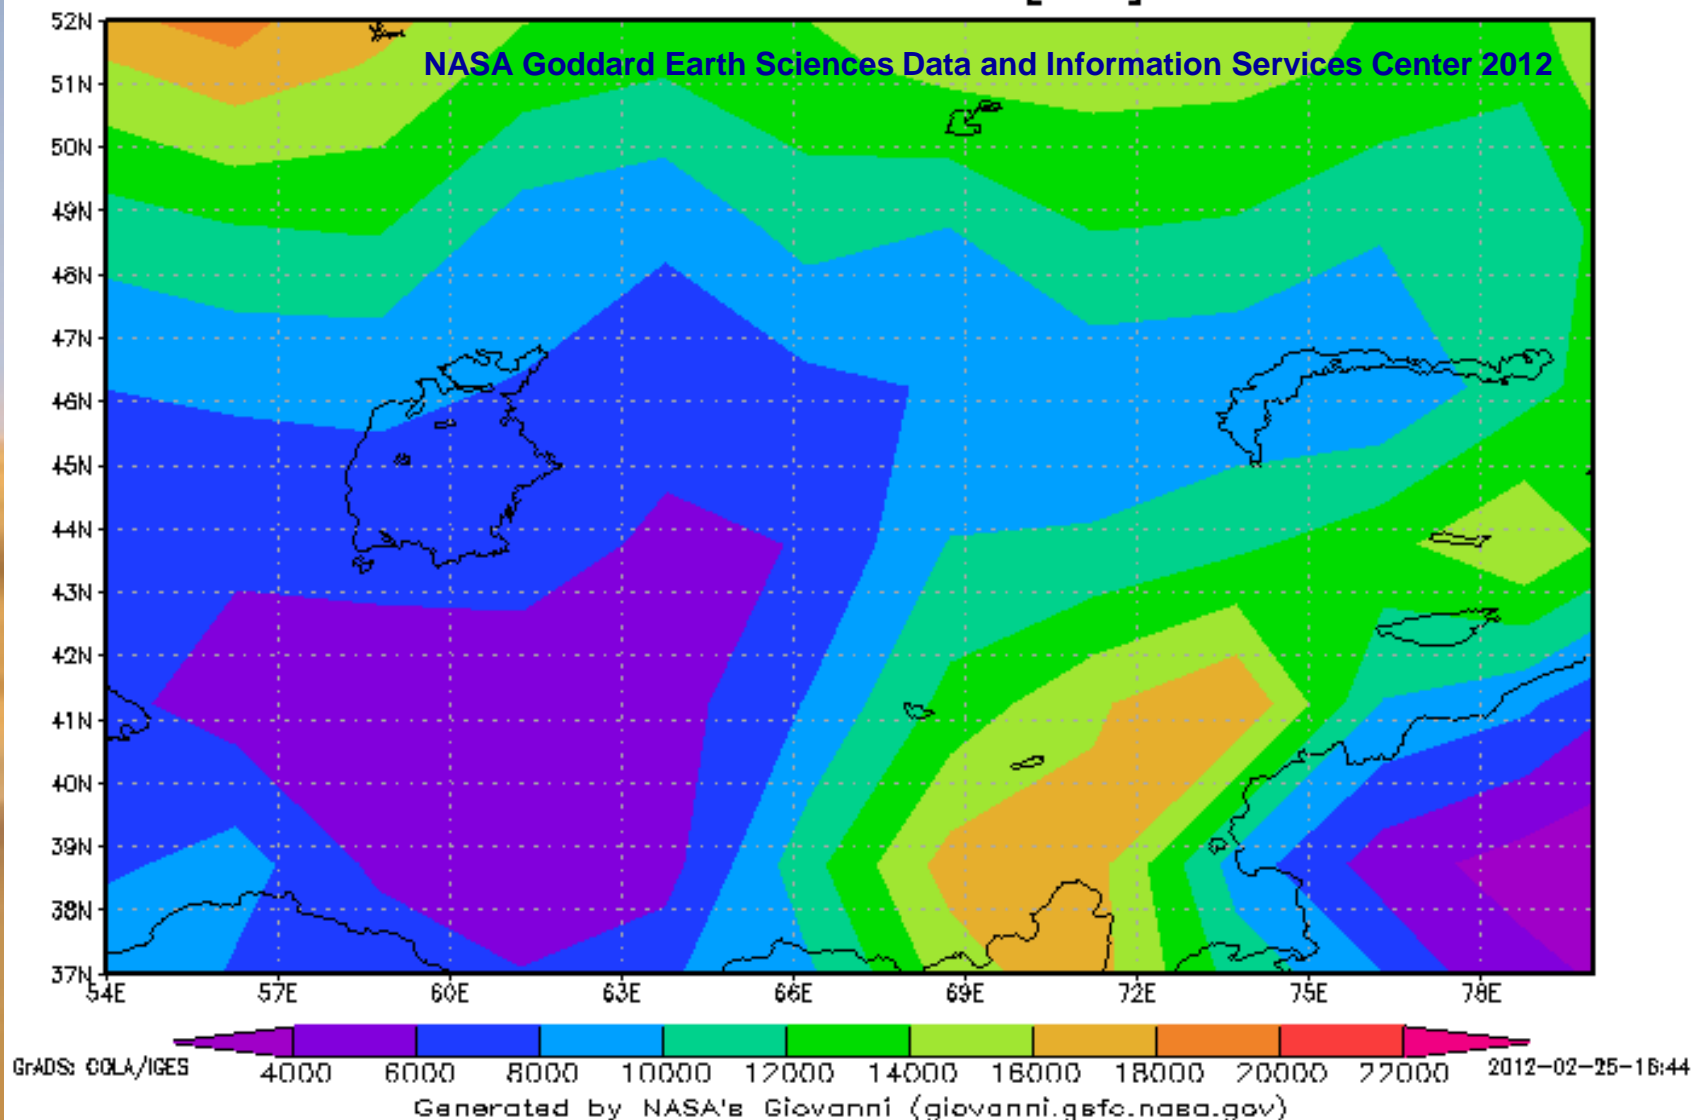 52N
NASA Goddard Earth Sciences Data and Information Services Center 2012
51N
50N
49N
48N
47N
46N
45N
44N
43N
42N
41N
40N
39N
38N
37N
54E 57E 60E 63E 66E 69E 72E 75E 78E
GrADS: COLA/IGES 4000 6000 8000 10000 12000 14000 16000 18000 20000 22000 2012-02-25-16:44
Generated by NASA's Giovanni (giovanni.gsfc.nasa.gov)